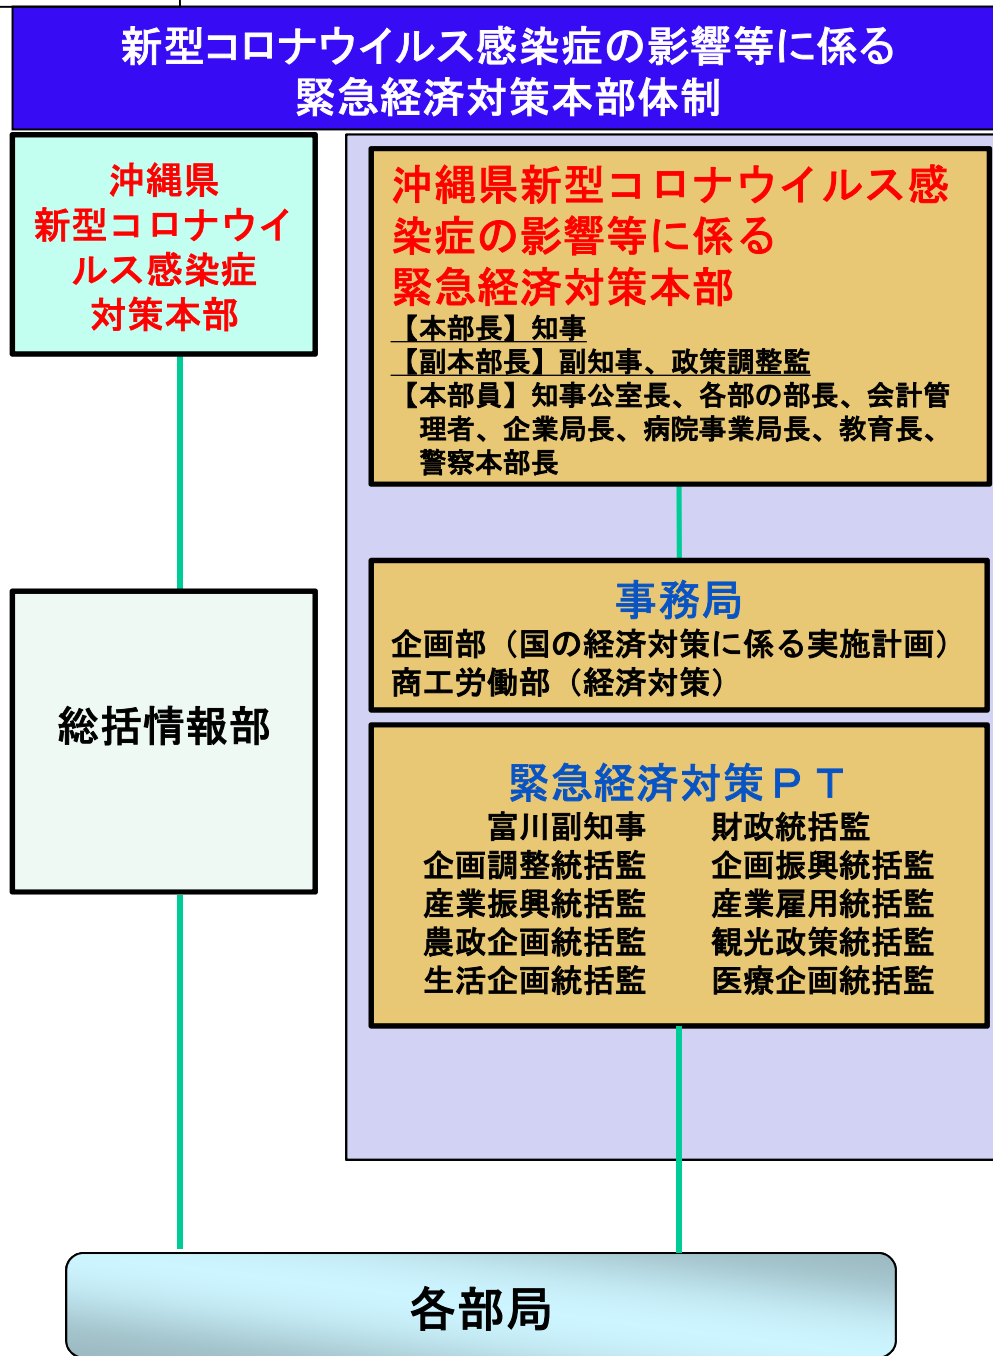 新型コロナウイルス感染症の影響等に係る
緊急経済対策本部体制
沖縄県
新型コロナウイ
ルス感染症
対策本部
総括情報部
沖縄県新型コロナウイルス感
染症の影響等に係る
緊急経済対策本部
【本部長】知事
【副本部長】副知事、政策調整監
【本部員】知事公室長、各部の部長、会計管
理者、企業局長、病院事業局長、教育長、
警察本部長
事務局
企画部（国の経済対策に係る実施計画）
商工労働部（経済対策）
緊急経済対策ＰＴ
富川副知事　　財政統括監
企画調整統括監　　企画振興統括監
産業振興統括監　　産業雇用統括監
農政企画統括監　　観光政策統括監
生活企画統括監　　医療企画統括監
各部局